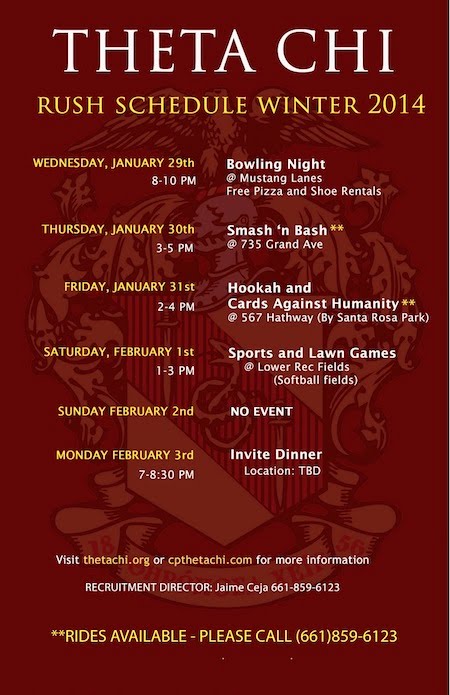 THETA CHI
RUSH SCHEDULE WINTER 2014
WEDNESDAY, JANUARY 29th
8-10 PM
Bowling Night
@ Mustang Lanes
Free Pizza and Shoe Rentals
THURSDAY, JANUARY 30th
3-5 PM
Smash 'n Bash**
@ 735 Grand Ave
FRIDAY, JANUARY 31st
2-4 PM
Hookah and
Cards Against Humanity**
@ 567 Hathway (By Santa Rosa Park)
SATURDAY, FEBRUARY 1st
1-3 PM
Sports and Lawn Games
@ Lower Rec Fields
(Softball fields)
SUNDAY FEBRUARY 2nd
NO EVENT
MONDAY FEBRUARY 3rd
7-8:30 PM
Invite Dinner
Location: TBD
18 56
Visit thetachi.org or cpthetachi.com for more information
RECRUITMENT DIRECTOR: Jaime Ceja 661-859-6123
**RIDES AVAILABLE - PLEASE CALL (661)859-6123